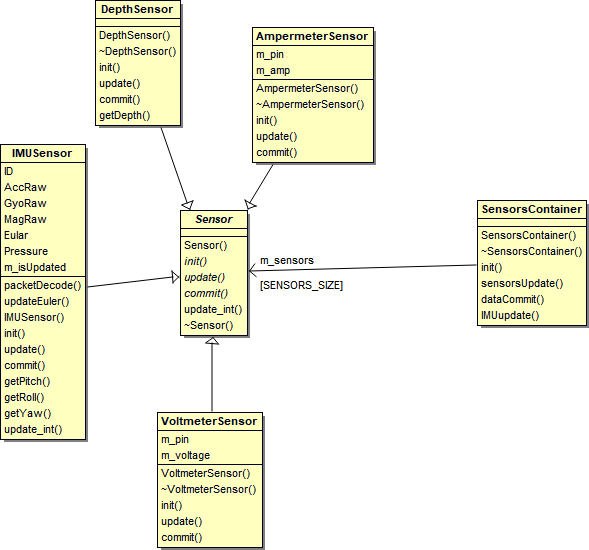 DepthSensor
DepthSensor()
~DepthSensor()
init()
update()
commit()
getDepth()
AmpermeterSensor
m_pin
m_amp
AmpermeterSensor()
~AmpermeterSensor()
init()
update()
commit()
IMUSensor
ID
AccRaw
GyoRaw
MagRaw
Eular
Pressure
m_isUpdated
packetDecode()
updateEuler()
IMUSensor()
init()
update()
commit()
getPitch()
getRoll()
getYaw()
update_int()
Sensor
Sensor()
init()
update()
commit()
update_int()
~Sensor()
m_sensors
[SENSORS_SIZE]
SensorsContainer
SensorsContainer()
~SensorsContainer()
init()
sensorsUpdate()
dataCommit()
IMUupdate()
VoltmeterSensor
m_pin
m_voltage
VoltmeterSensor()
~VoltmeterSensor()
init()
update()
commit()